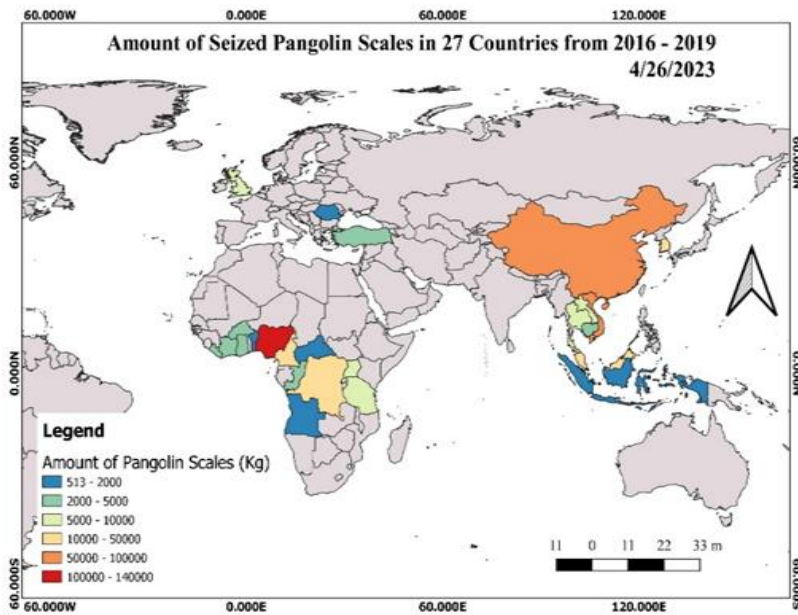 60.000W 0.000E 60.000E 120.000E
Amount of Seized Pangolin Scales in 27 Countries from 2016 - 2019
4/26/2023
60.000N 60.000N
0.000N 0.000N
Legend
Amount of Pangolin Scales (Kg)
513 - 2000
2000 - 5000
5000 - 10000
10000 - 50000
50000 - 100000
100000 - 140000
11 0 11 22 33 m
60.000S 60.000S
60.000W 0.000E 60.000E 120.000E